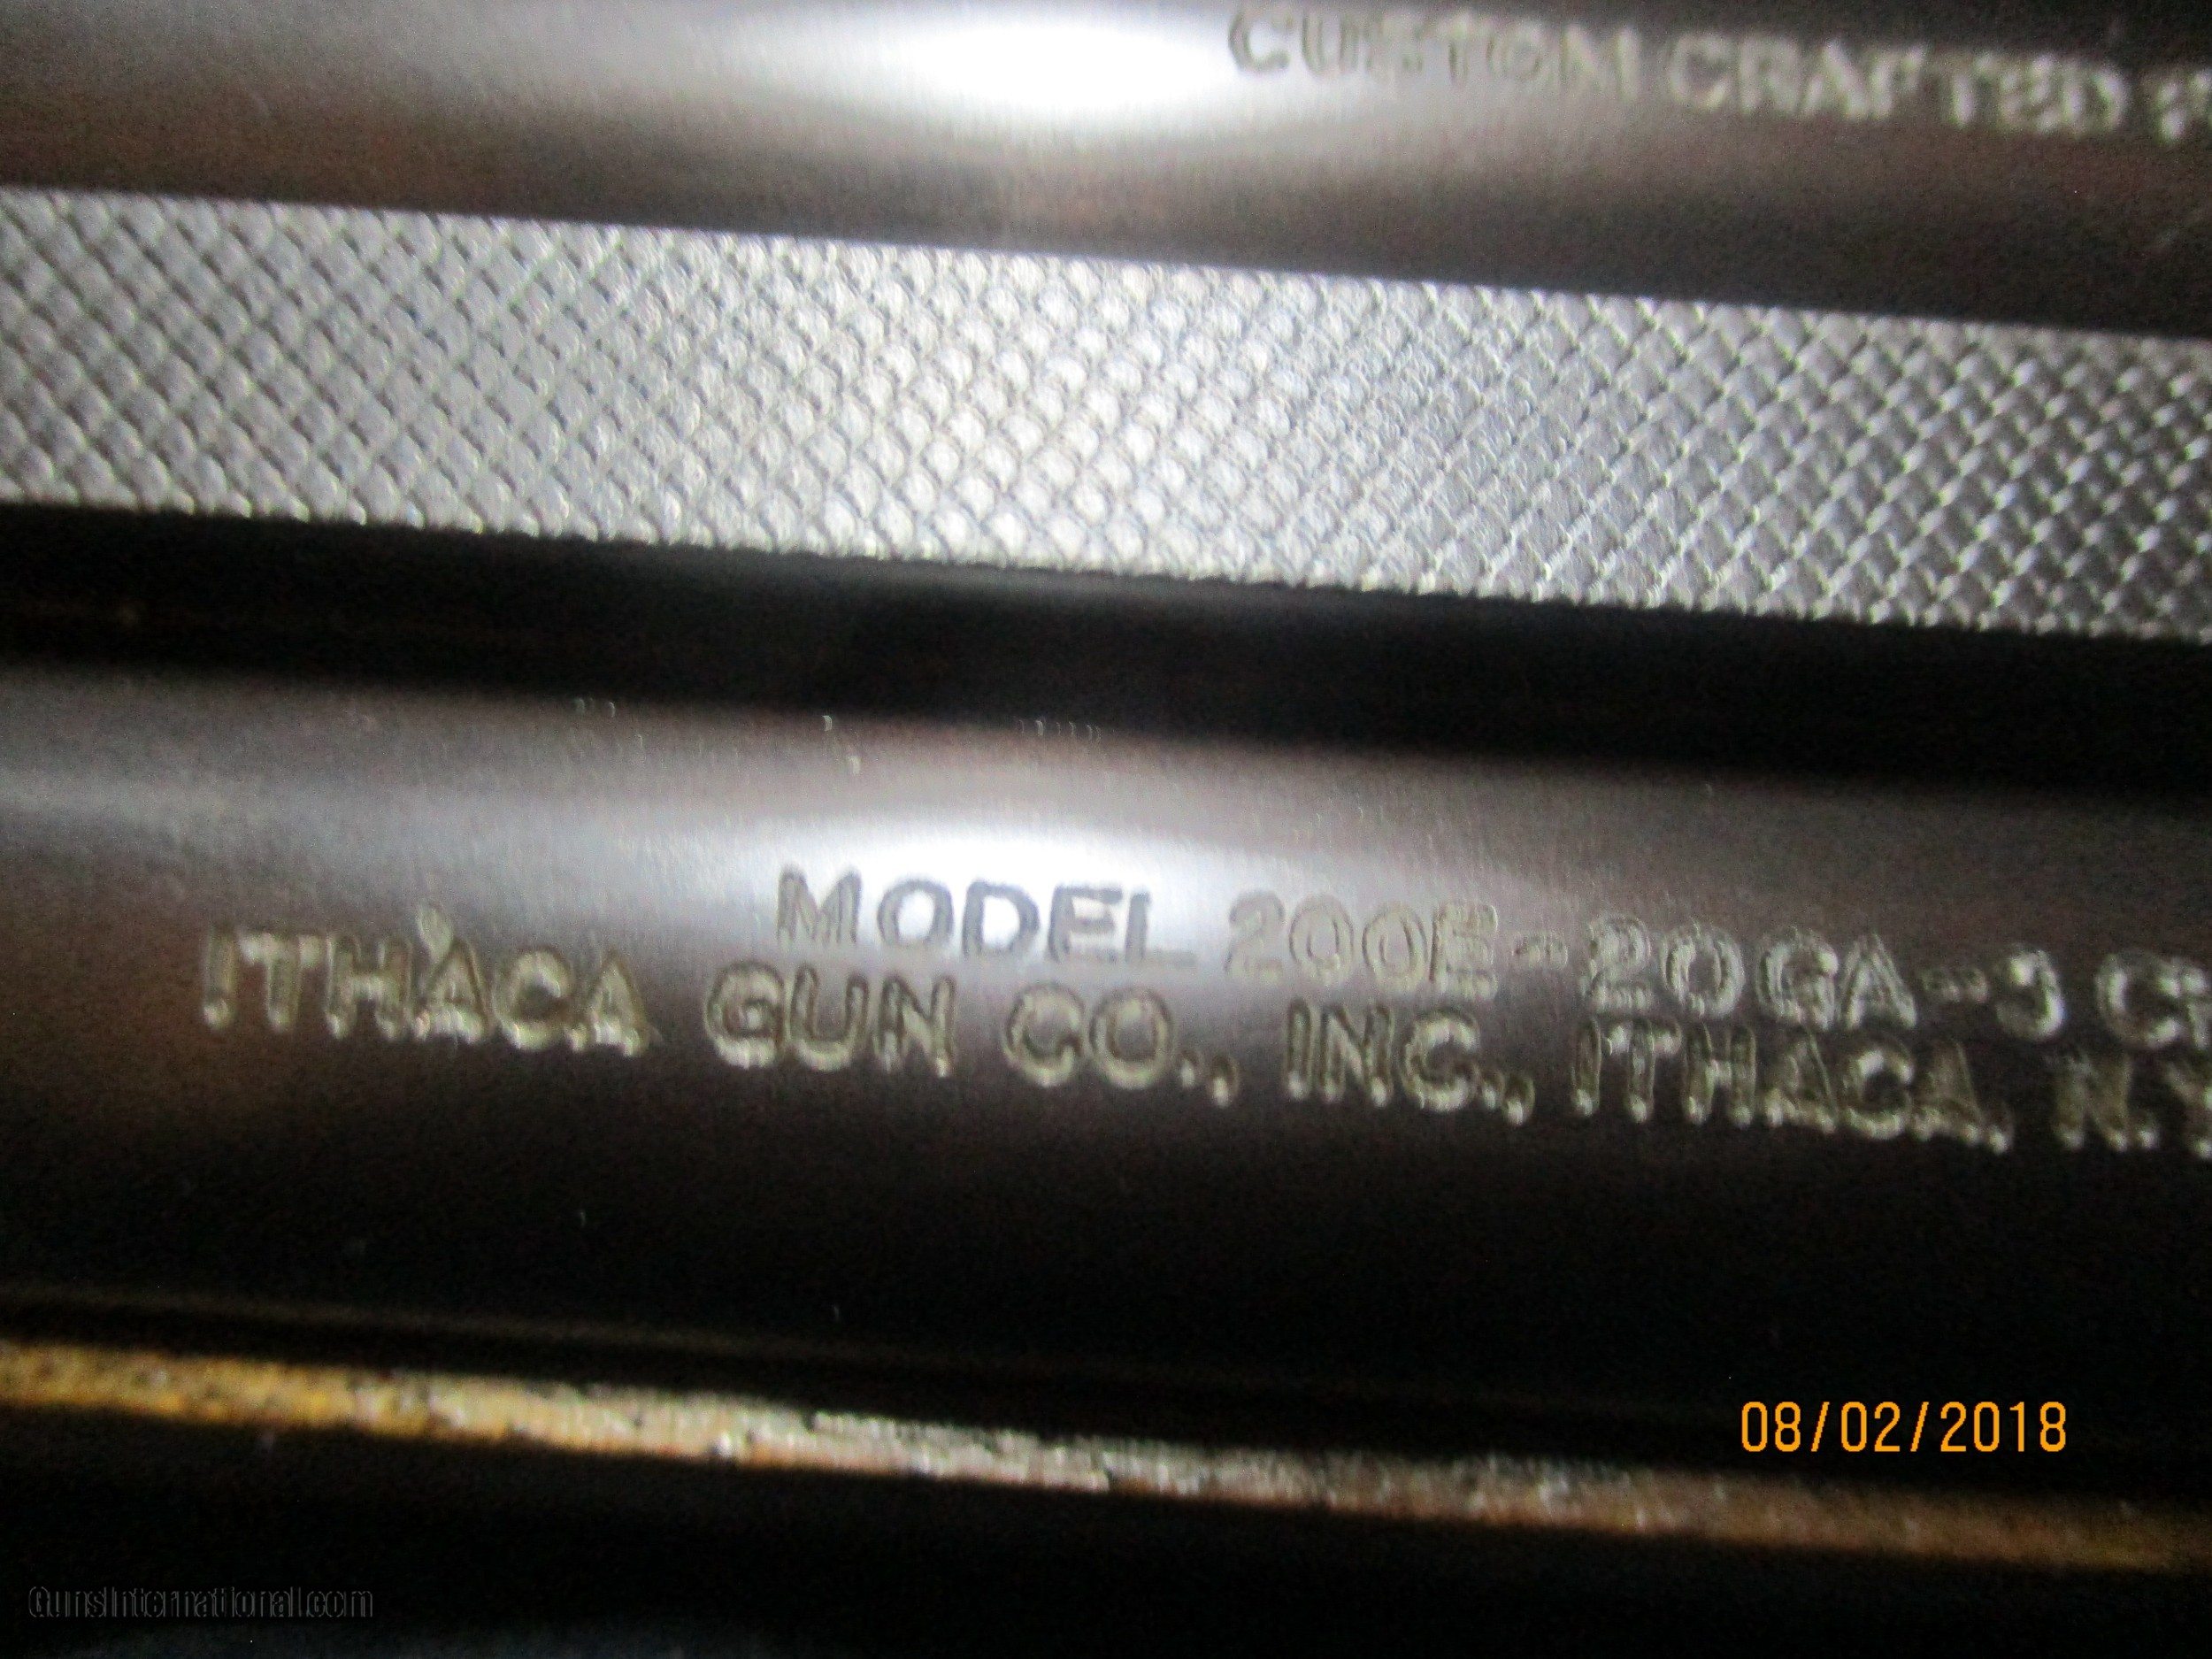 CUSTOM CRAFTED
MODEL 200E-20GA-3
ITHACA GUN CO., INC., ITHACA, N.Y
08/02/2018
GunsInternational.com